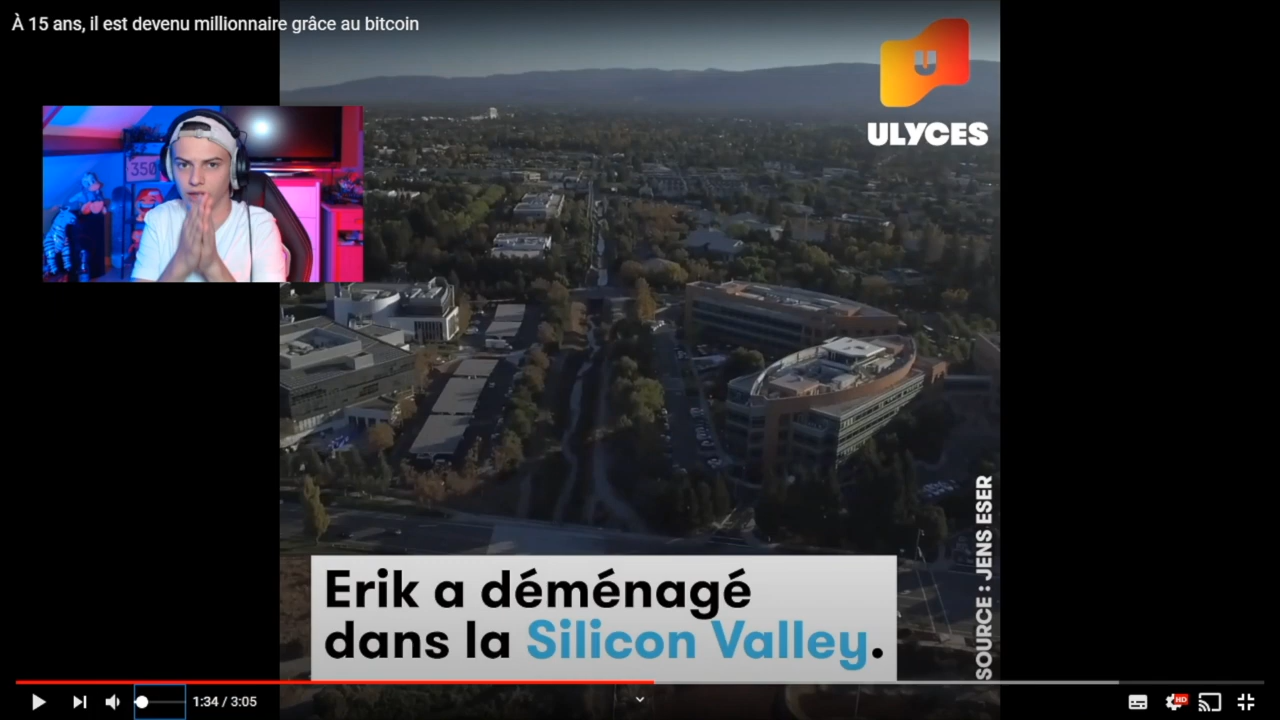 À 15 ans, il est devenu millionnaire grâce au bitcoin
U
ULYCES
350
Erik a déménagé
dans la Silicon Valley.
SOURCE : JENS ESER
1:34 / 3:05
HD